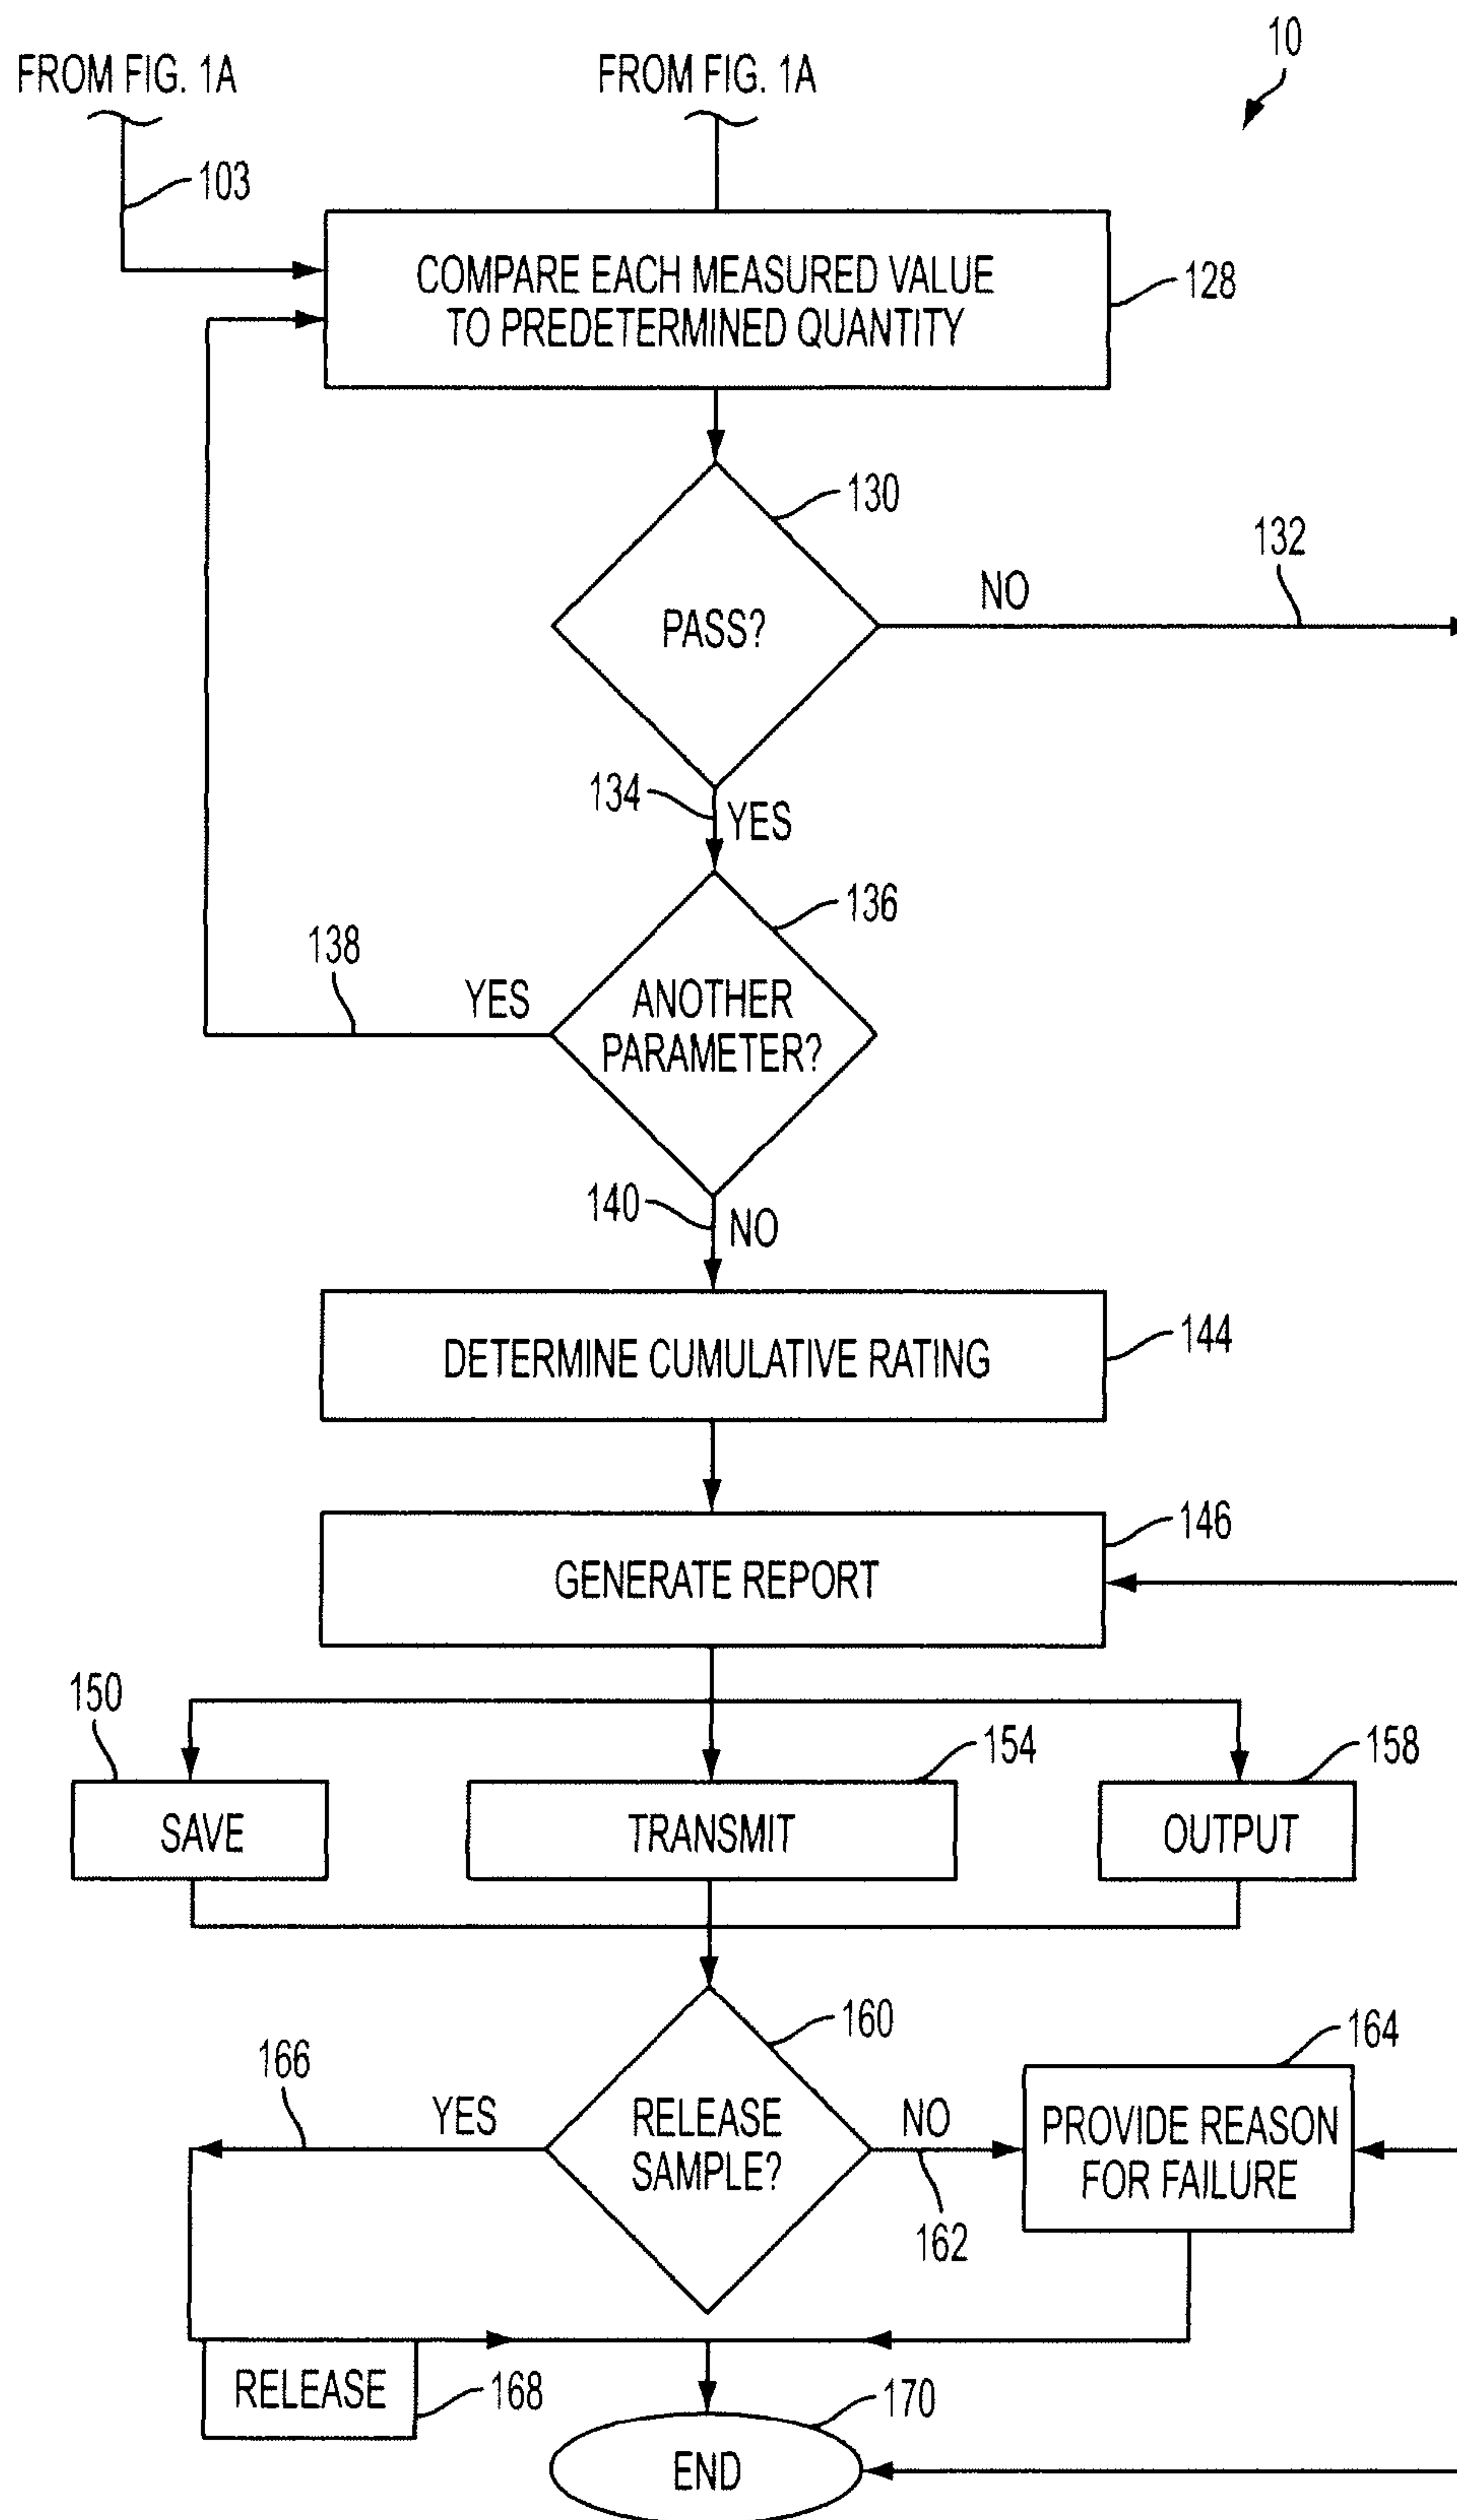 10
FROM FIG. 1A
FROM FIG. 1A
103
COMPARE EACH MEASURED VALUE
TO PREDETERMINED QUANTITY
128
130
132
NO
PASS?
134
YES
136
138
YES
ANOTHER
PARAMETER?
140
NO
DETERMINE CUMULATIVE RATING
144
146
GENERATE REPORT
150
154
158
SAVE
TRANSMIT
OUTPUT
160
164
166
YES
RELEASE
SAMPLE?
NO
162
PROVIDE REASON
FOR FAILURE
RELEASE
168
170
END